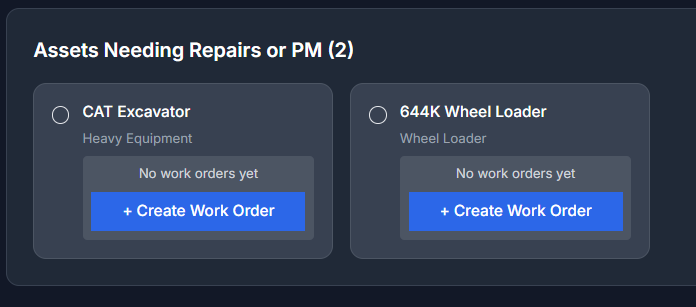 Assets Needing Repairs or PM (2)
CAT Excavator
Heavy Equipment
No work orders yet
+ Create Work Order
644K Wheel Loader
Wheel Loader
No work orders yet
+ Create Work Order